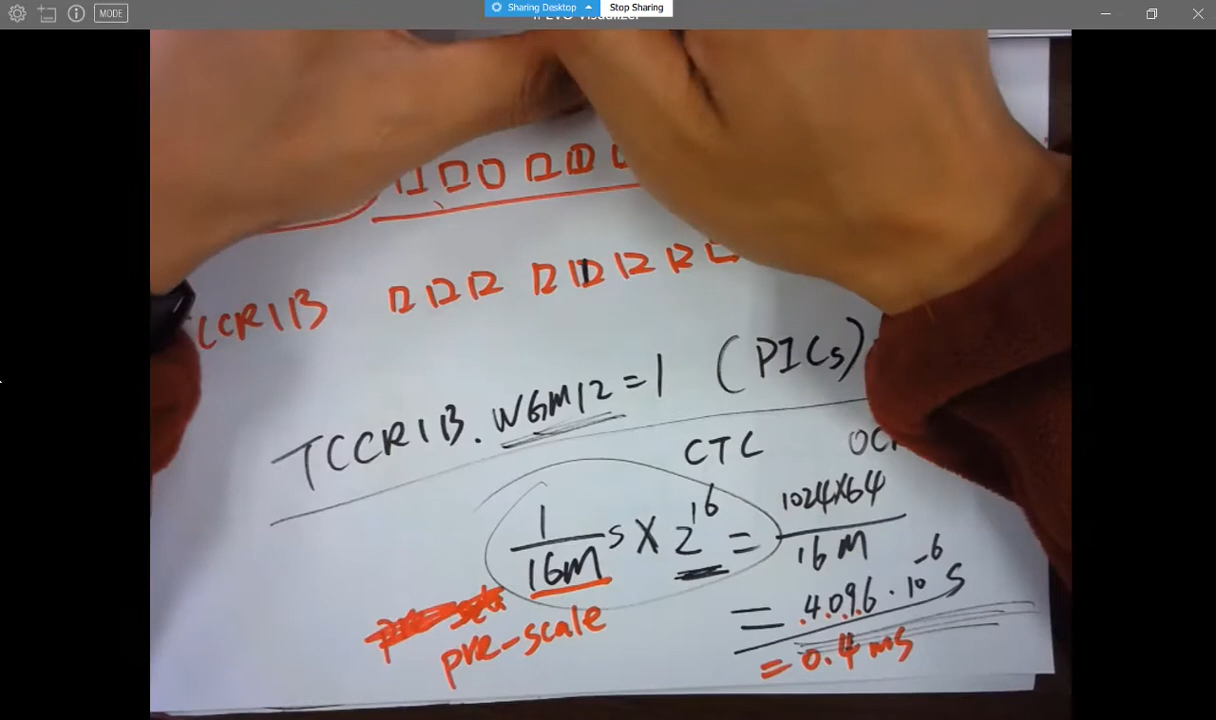 MODE
Sharing Desktop
Stop Sharing
CCR1B
TCCR1B.WGM12=1 (PICs)
CTC
1/16M s X 2^16 = 1024X64/16M
pre-scale
= 4096 · 10^-6 s
= 0.4 ms